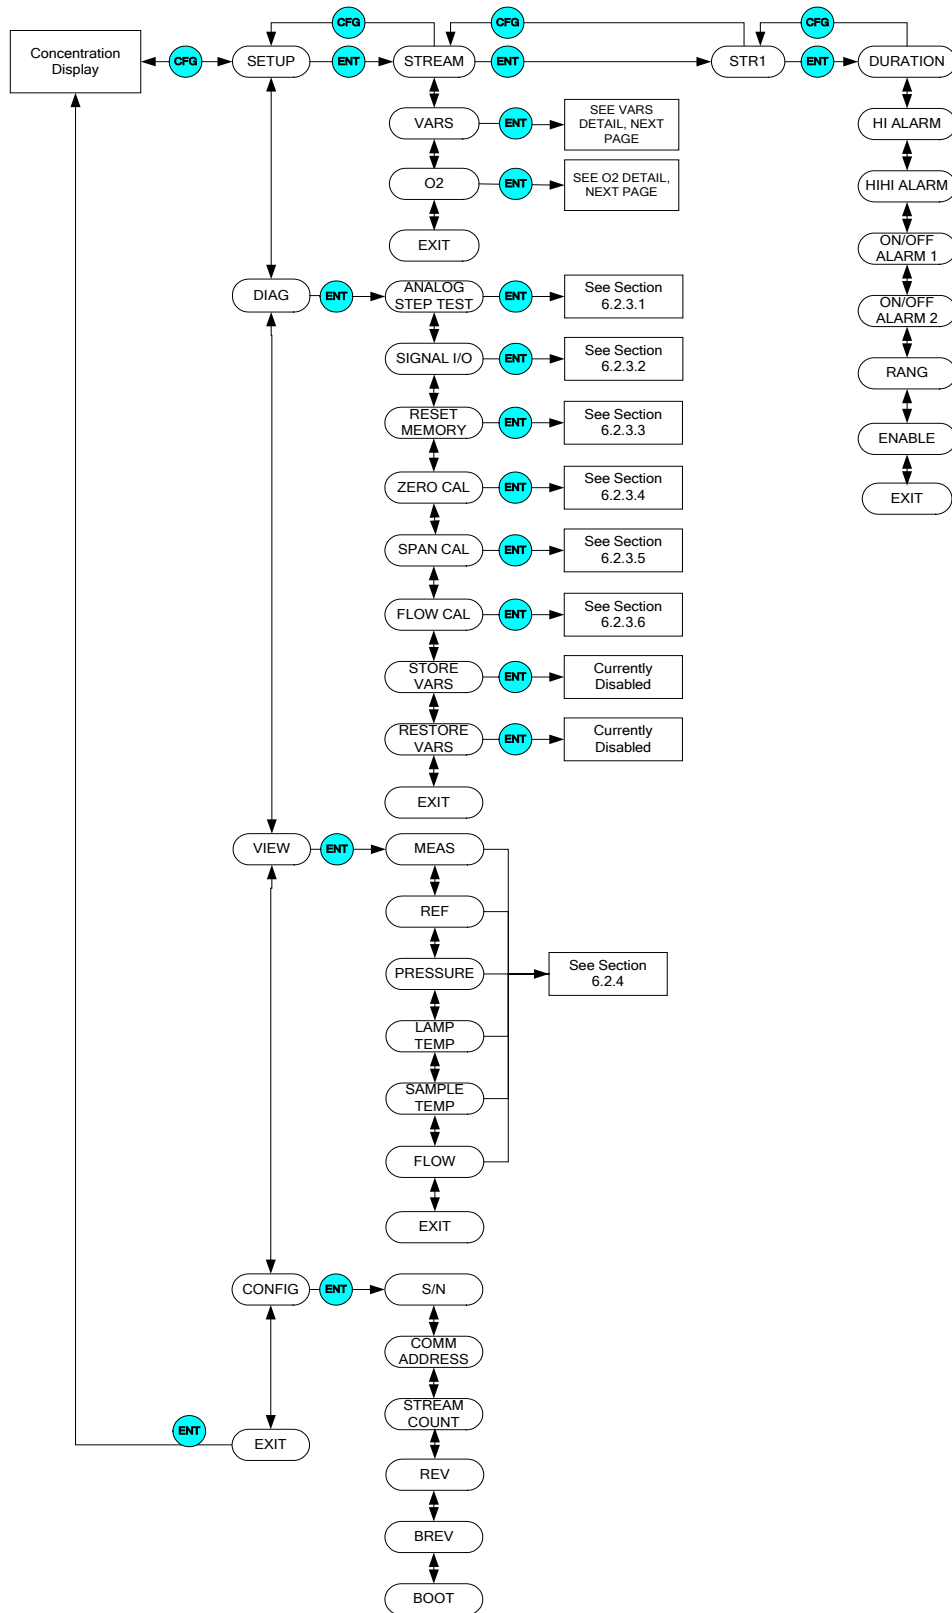 CFG
CFG
CFG
Concentration
Display
CFG
SETUP
ENT
STREAM
ENT
STR1
ENT
DURATION
VARS
ENT
SEE VARS
DETAIL, NEXT
PAGE
HI ALARM
O2
ENT
SEE O2 DETAIL,
NEXT PAGE
HIHI ALARM
EXIT
ON/OFF
ALARM 1
DIAG
ENT
ANALOG
STEP TEST
ENT
See Section
6.2.3.1
ON/OFF
ALARM 2
SIGNAL I/O
ENT
See Section
6.2.3.2
RANG
RESET
MEMORY
ENT
See Section
6.2.3.3
ENABLE
ZERO CAL
ENT
See Section
6.2.3.4
EXIT
SPAN CAL
ENT
See Section
6.2.3.5
FLOW CAL
ENT
See Section
6.2.3.6
STORE
VARS
ENT
Currently
Disabled
RESTORE
VARS
ENT
Currently
Disabled
EXIT
VIEW
ENT
MEAS
REF
PRESSURE
See Section
6.2.4
LAMP
TEMP
SAMPLE
TEMP
FLOW
EXIT
CONFIG
ENT
S/N
COMM
ADDRESS
STREAM
COUNT
ENT
EXIT
REV
BREV
BOOT